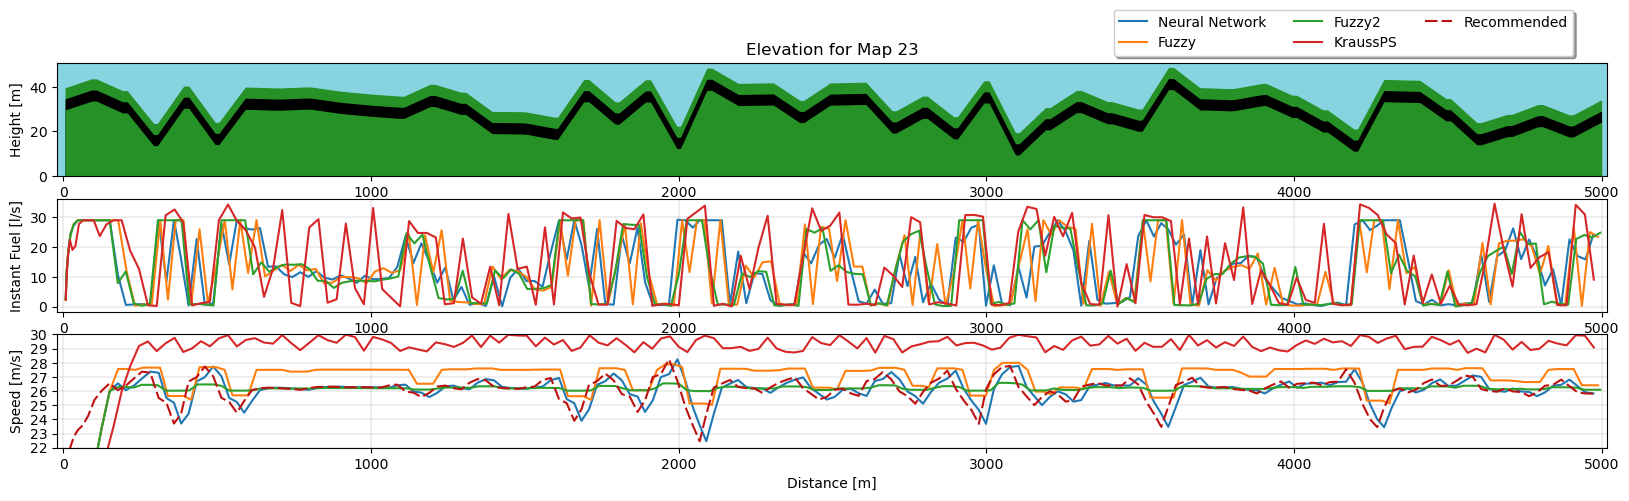 Neural Network Fuzzy2 Recommended
Fuzzy KraussPS
Elevation for Map 23
Height [m]
40
20
0
0 1000 2000 3000 4000 5000
Instant Fuel [l/s]
30
20
10
0
0 1000 2000 3000 4000 5000
Speed [m/s]
30
29
28
27
26
25
24
23
22
0 1000 2000 3000 4000 5000
Distance [m]